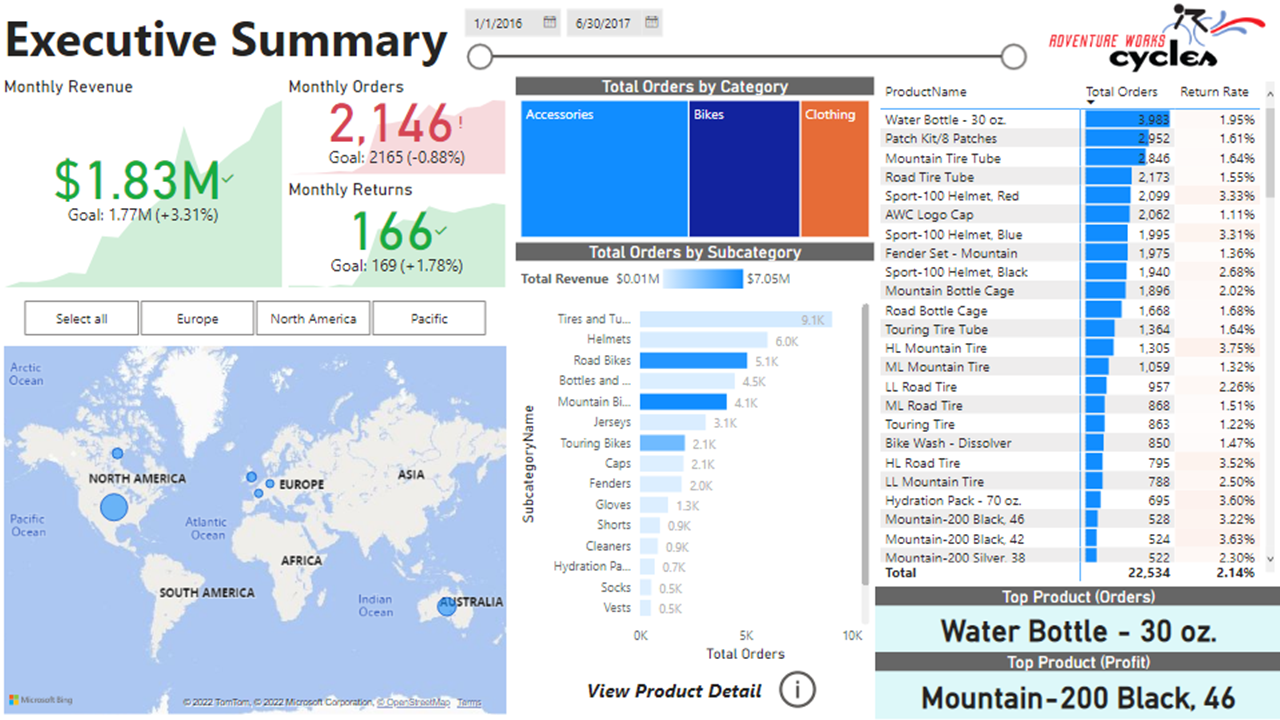 Executive Summary
1/1/2016 6/30/2017
ADVENTURE WORKS
cycles
Monthly Revenue
$1.83M
Goal: 1.77M (+3.31%)
Monthly Orders
2,146!
Goal: 2165 (-0.88%)
Monthly Returns
166
Goal: 169 (+1.78%)
Select all Europe North America Pacific
Arctic
Ocean
NORTH AMERICA
EUROPE
ASIA
Pacific
Ocean
Atlantic
Ocean
AFRICA
SOUTH AMERICA
Indian
Ocean
AUSTRALIA
Microsoft Bing
© 2022 TomTom, © 2022 Microsoft Corporation, © OpenStreetMap Terms
Total Orders by Category
Accessories Bikes Clothing
Total Orders by Subcategory
Total Revenue $0.01M $7.05M
SubcategoryName
Tires and Tu... 9.1K
Helmets 6.0K
Road Bikes 5.1K
Bottles and ... 4.5K
Mountain Bi... 4.1K
Jerseys 3.1K
Touring Bikes 2.1K
Caps 2.1K
Fenders 2.0K
Gloves 1.3K
Shorts 0.9K
Cleaners 0.9K
Hydration Pa... 0.7K
Socks 0.5K
Vests 0.5K
0K 5K 10K
Total Orders
View Product Detail i
ProductName Total Orders Return Rate
Water Bottle - 30 oz. 3,983 1.95%
Patch Kit/8 Patches 2,952 1.61%
Mountain Tire Tube 2,846 1.64%
Road Tire Tube 2,173 1.55%
Sport-100 Helmet, Red 2,099 3.33%
AWC Logo Cap 2,062 1.11%
Sport-100 Helmet, Blue 1,995 3.31%
Fender Set - Mountain 1,975 1.36%
Sport-100 Helmet, Black 1,940 2.68%
Mountain Bottle Cage 1,896 2.02%
Road Bottle Cage 1,668 1.68%
Touring Tire Tube 1,364 1.64%
HL Mountain Tire 1,305 3.75%
ML Mountain Tire 1,059 1.32%
LL Road Tire 957 2.26%
ML Road Tire 868 1.51%
Touring Tire 863 1.22%
Bike Wash - Dissolver 850 1.47%
HL Road Tire 795 3.52%
LL Mountain Tire 788 2.50%
Hydration Pack - 70 oz. 695 3.60%
Mountain-200 Black, 46 528 3.22%
Mountain-200 Black, 42 524 3.63%
Mountain-200 Silver, 38 522 2.30%
Total 22,534 2.14%
Top Product (Orders)
Water Bottle - 30 oz.
Top Product (Profit)
Mountain-200 Black, 46